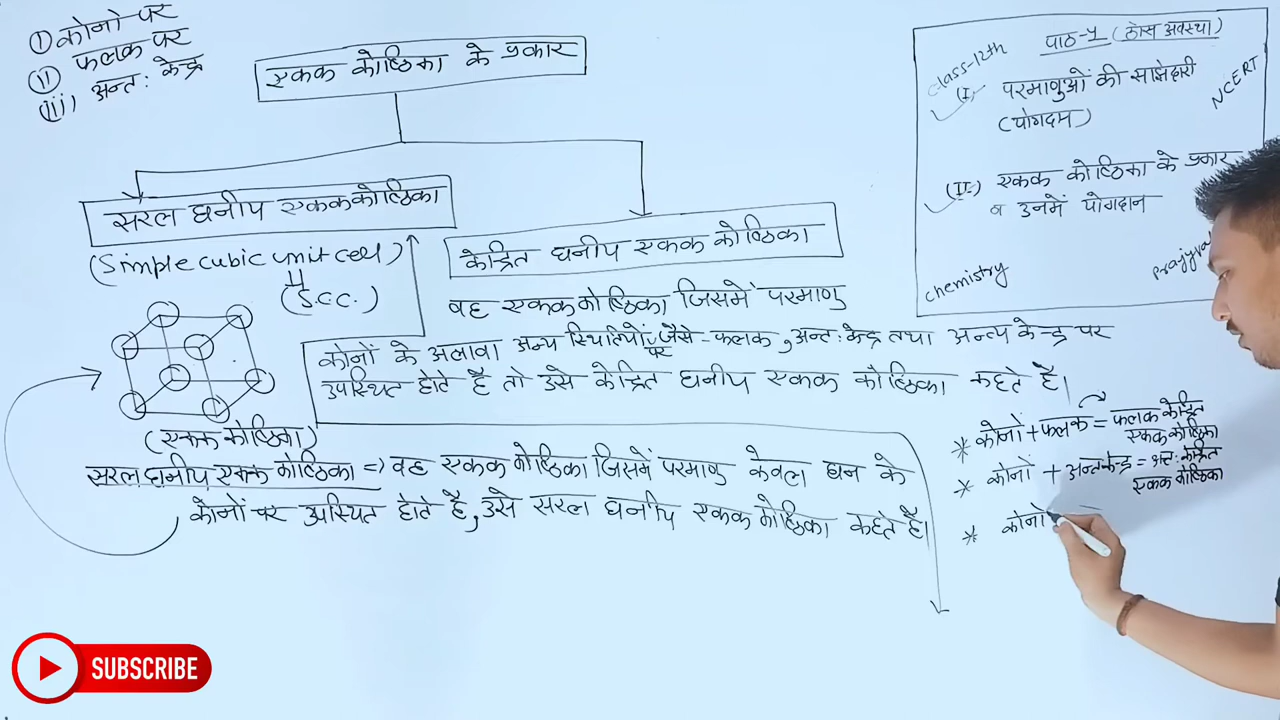 (i) कोनों पर
(ii) फलक पर
(iii) अन्त: केन्द्र
एकक कोष्ठिका के प्रकार
सरल घनीय एकक कोष्ठिका
(Simple cubic unit cell)
(S.C.C.)
केन्द्रित घनीय एकक कोष्ठिका
वह एकक कोष्ठिका जिसमें परमाणु
कोनों के अलावा अन्य स्थितियों पर जैसे - फलक, अन्त: केन्द्र तथा अन्त्य केन्द्र पर
उपस्थित होते है तो उसे केन्द्रित घनीय एकक कोष्ठिका कहते है।
(एकक कोष्ठिका)
सरल घनीय एकक कोष्ठिका => वह एकक कोष्ठिका जिसमें परमाणु केवल घन के
कोनों पर उपस्थित होते है, उसे सरल घनीय एकक कोष्ठिका कहते हैं।
पाठ-1 (ठोस अवस्था)
Class-12th
NCERT
(I) परमाणुओं की साझेदारी
(योगदान)
(II) एकक कोष्ठिका के प्रकार
व उनमें योगदान
chemistry
* कोनों + फलक = फलक केन्द्रित
एकक कोष्ठिका
* कोनों + अन्तकेन्द्र = अंत: केन्द्रित
एकक कोष्ठिका
* कोनों
SUBSCRIBE